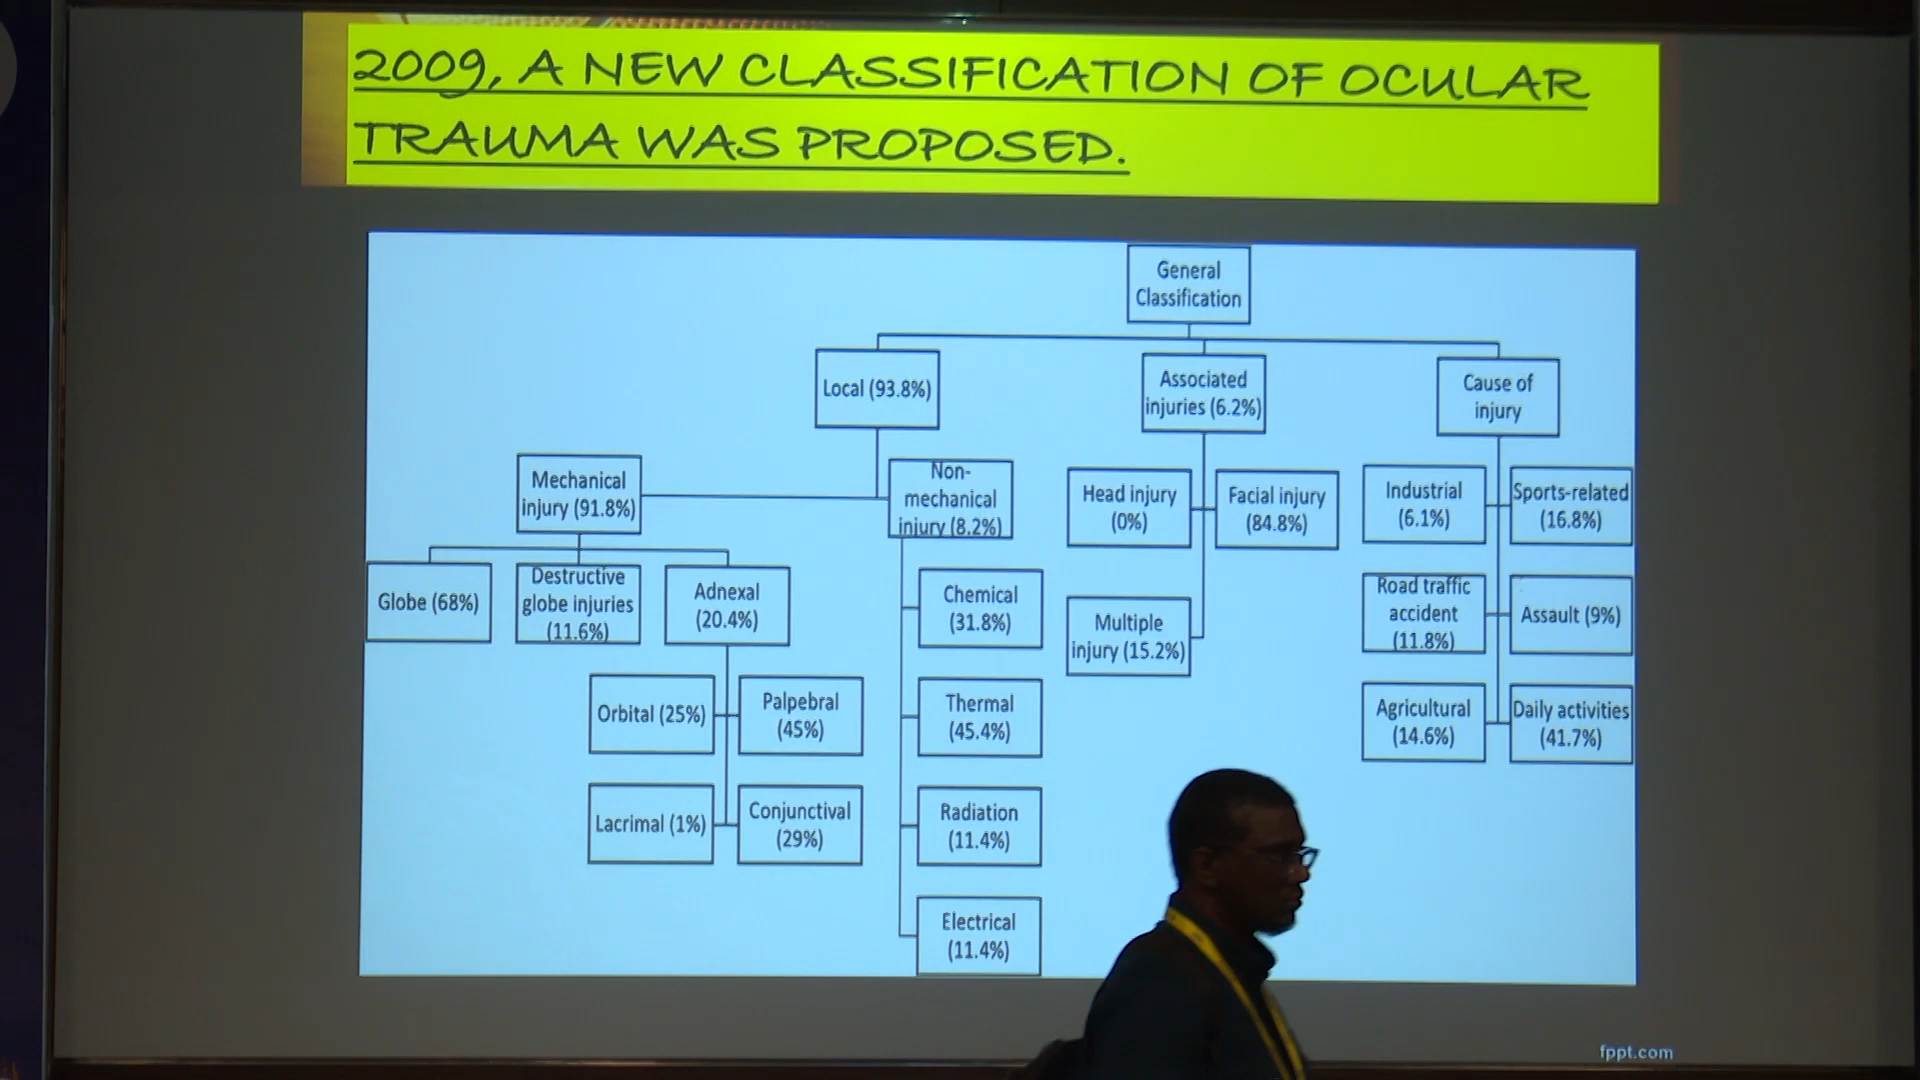 2009, A NEW CLASSIFICATION OF OCULAR
TRAUMA WAS PROPOSED.
General
Classification
Local (93.8%)
Associated
injuries (6.2%)
Cause of
injury
Mechanical
injury (91.8%)
Non-
mechanical
injury (8.2%)
Head injury
(0%)
Facial injury
(84.8%)
Industrial
(6.1%)
Sports-related
(16.8%)
Globe (68%)
Destructive
globe injuries
(11.6%)
Adnexal
(20.4%)
Chemical
(31.8%)
Multiple
injury (15.2%)
Road traffic
accident
(11.8%)
Assault (9%)
Orbital (25%)
Palpebral
(45%)
Thermal
(45.4%)
Agricultural
(14.6%)
Daily activities
(41.7%)
Lacrimal (1%)
Conjunctival
(29%)
Radiation
(11.4%)
Electrical
(11.4%)
fppt.com